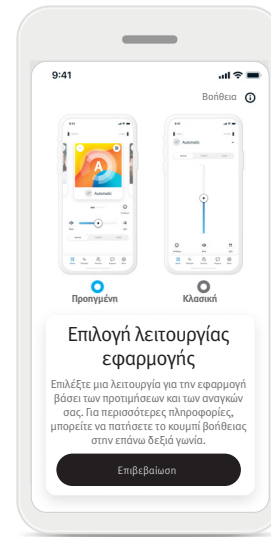 9:41
Βοήθεια
Automatic
Automatic
Προηγμένη
Κλασική
Επιλογή λειτουργίας
εφαρμογής
Επιλέξτε μια λειτουργία για την εφαρμογή
βάσει των προτιμήσεων και των αναγκών
σας. Για περισσότερες πληροφορίες,
μπορείτε να πατήσετε το κουμπί βοήθειας
στην επάνω δεξιά γωνία.
Επιβεβαίωση